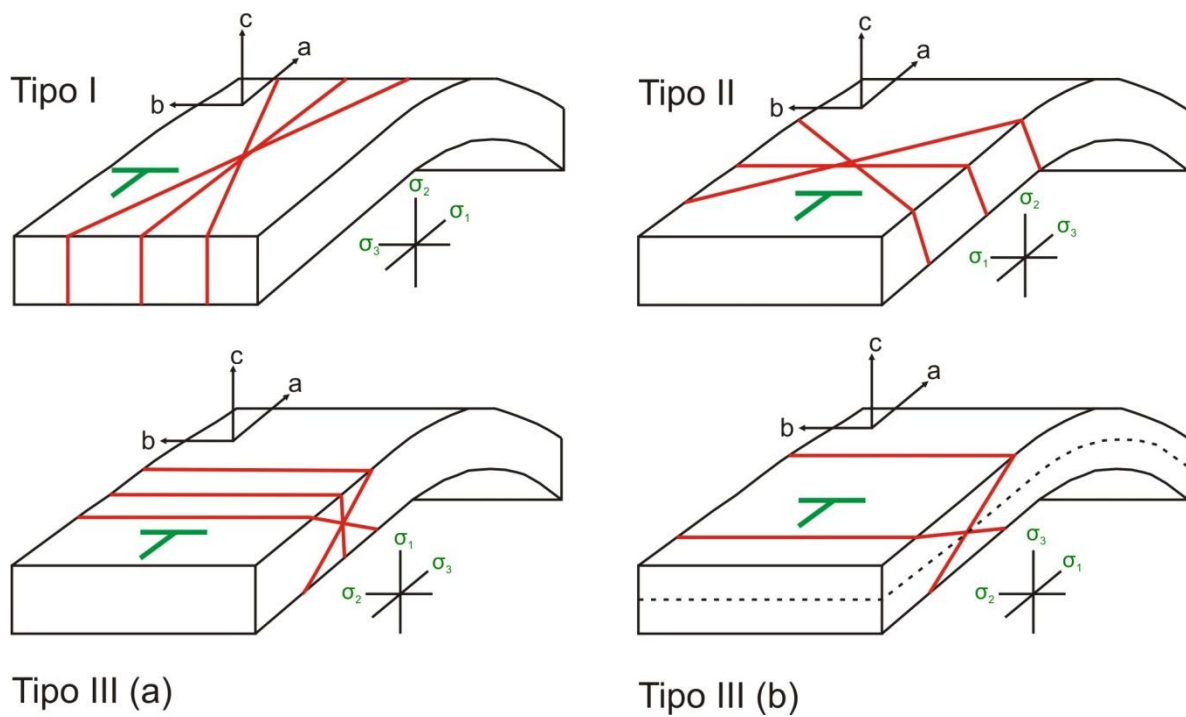 Tipo I
c
a
b
σ₂
σ₁
σ₃
Tipo II
c
a
b
σ₂
σ₃
σ₁
Tipo III (a)
c
a
b
σ₁
σ₃
σ₂
Tipo III (b)
c
a
b
σ₃
σ₁
σ₂